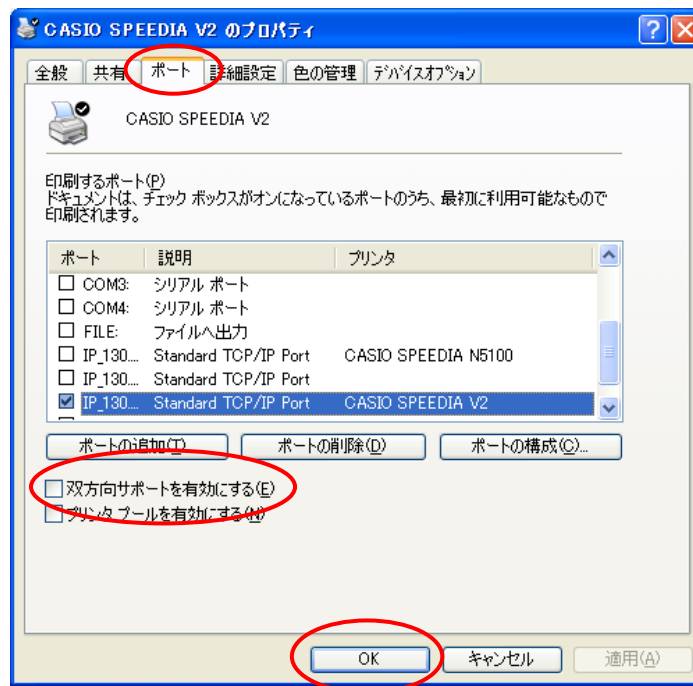 CASIO SPEEDIA V2 のプロパティ
全般 共有 ポート 詳細設定 色の管理 デバイスオプション
CASIO SPEEDIA V2
印刷するポート(P)
ドキュメントは、チェック ボックスがオンになっているポートのうち、最初に利用可能なもので
印刷されます。
ポート 説明 プリンタ
COM3: シリアル ポート
COM4: シリアル ポート
FILE: ファイルへ出力
IP_130... Standard TCP/IP Port CASIO SPEEDIA N5100
IP_130... Standard TCP/IP Port
IP_130... Standard TCP/IP Port CASIO SPEEDIA V2
ポートの追加(T)... ポートの削除(D) ポートの構成(C)...
双方向サポートを有効にする(E)
プリンタ プールを有効にする(N)
OK キャンセル 適用(A)